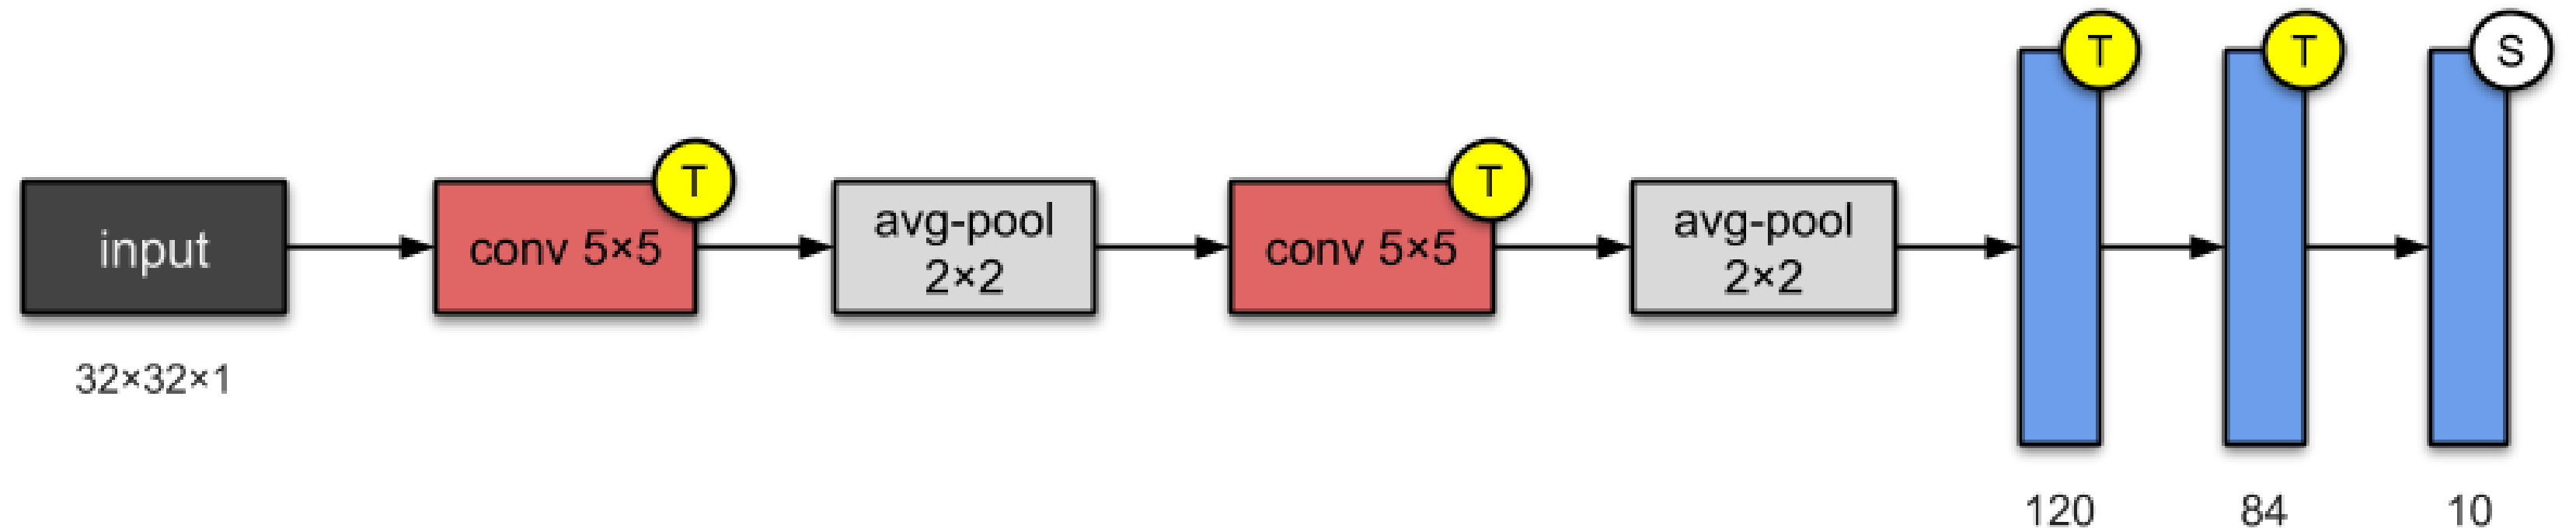 input
32×32×1
conv 5×5
T
avg-pool
2×2
conv 5×5
T
avg-pool
2×2
T
120
T
84
S
10